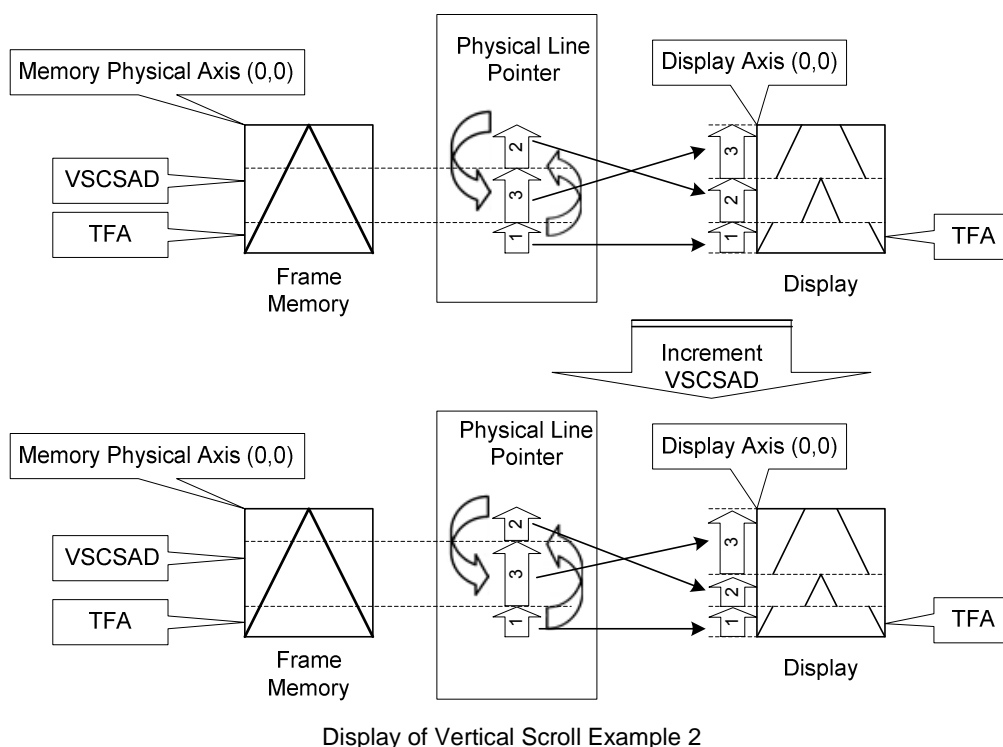 Physical Line
Pointer
Memory Physical Axis (0,0)
Display Axis (0,0)
VSCSAD
TFA
2
3
1
3
2
1
TFA
Frame
Memory
Display
Increment
VSCSAD
Physical Line
Pointer
Memory Physical Axis (0,0)
Display Axis (0,0)
VSCSAD
TFA
2
3
1
3
2
1
TFA
Frame
Memory
Display
Display of Vertical Scroll Example 2